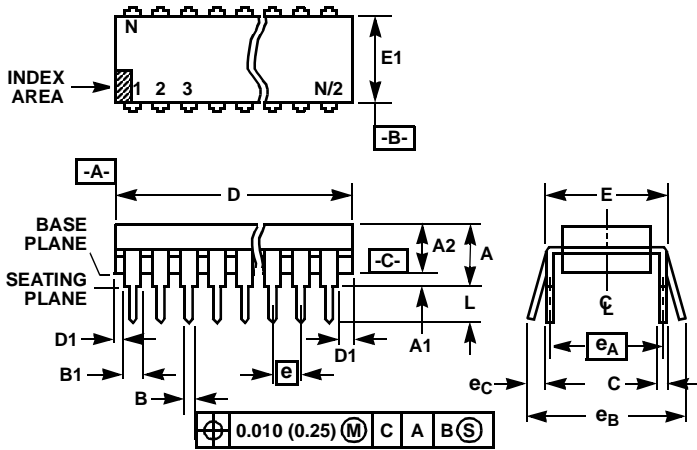 N
INDEX
AREA
1 2 3 N/2
E1
-B-
-A-
D
E
BASE
PLANE
A2
A
-C-
SEATING
PLANE
L
D1
A1
D1
B1
e
B
CL
eA
eC
C
eB
0.010 (0.25) M C A B S